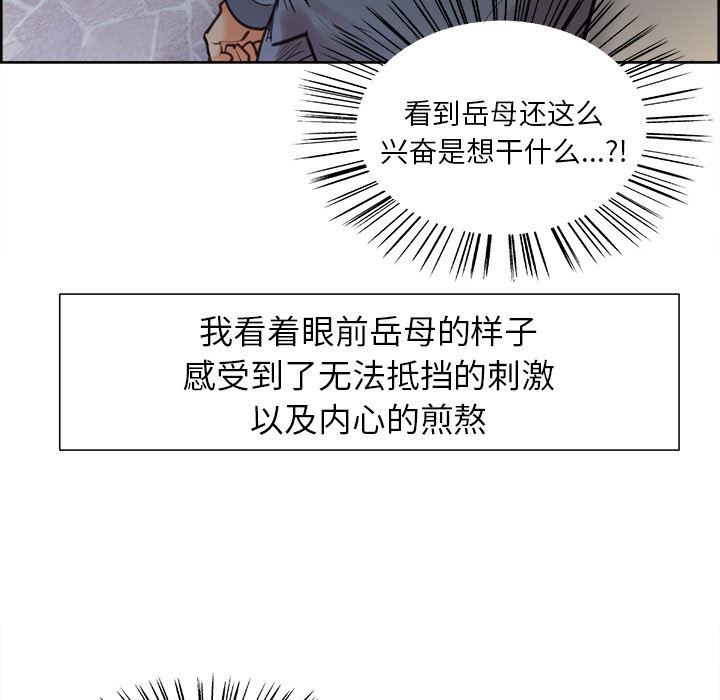 看到岳母还这么
兴奋是想干什么...?!
我看着眼前岳母的样子
感受到了无法抵挡的刺激
以及内心的煎熬